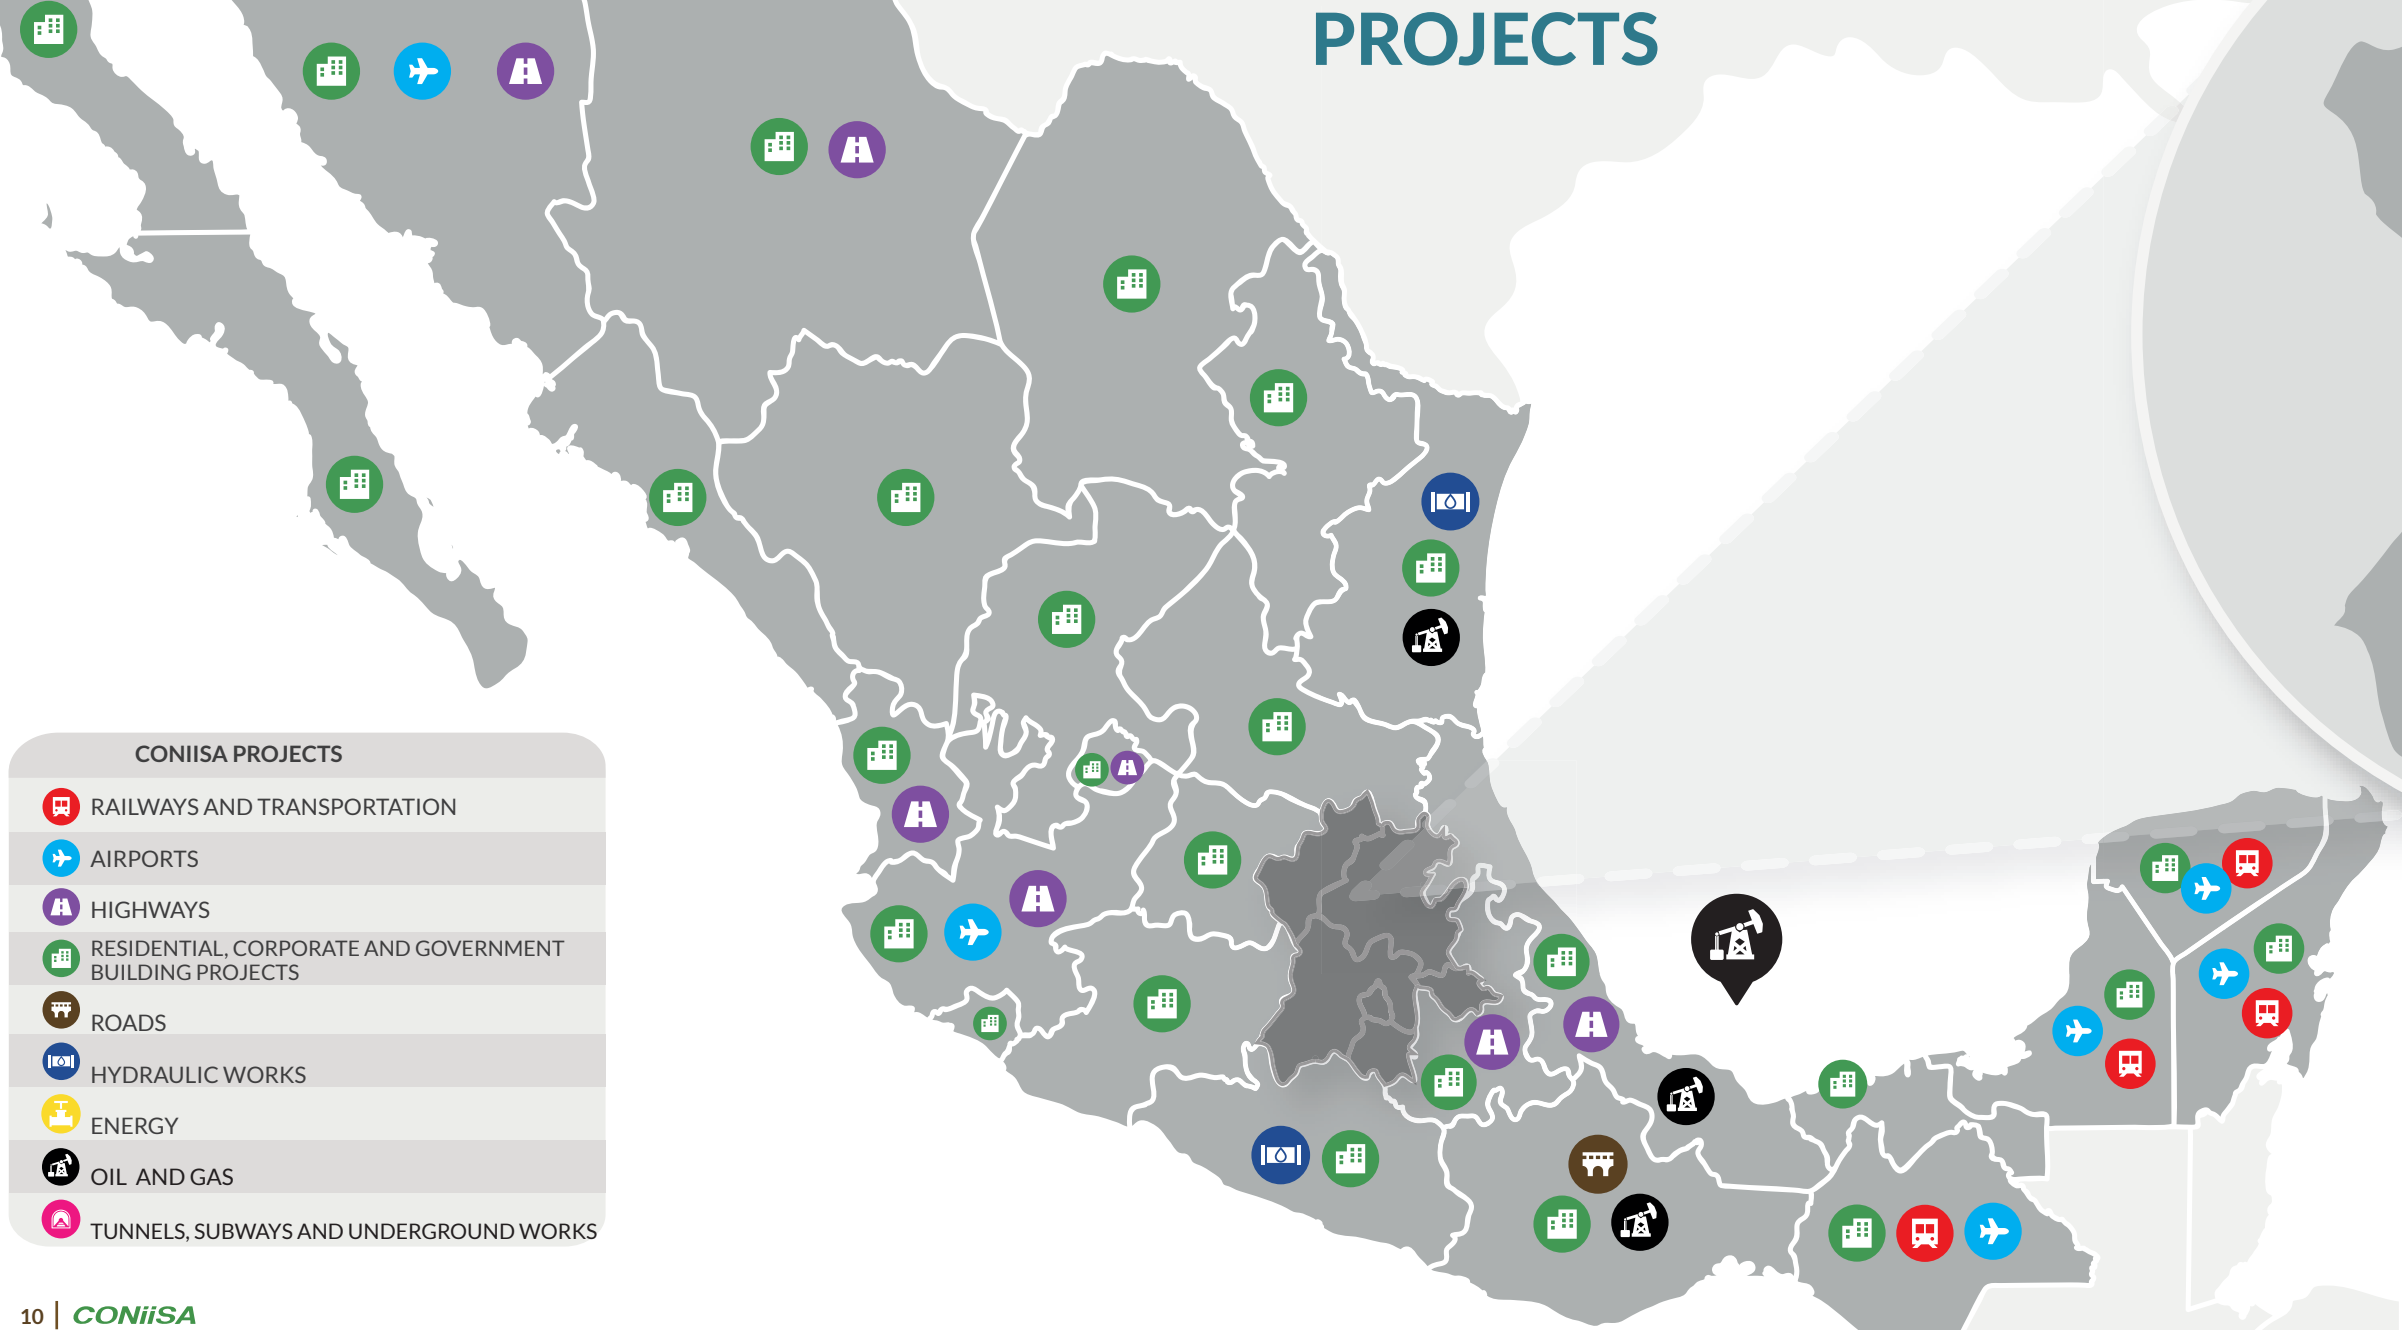 PROJECTS
CONIISA PROJECTS
RAILWAYS AND TRANSPORTATION
AIRPORTS
HIGHWAYS
RESIDENTIAL, CORPORATE AND GOVERNMENT
BUILDING PROJECTS
ROADS
HYDRAULIC WORKS
ENERGY
OIL AND GAS
TUNNELS, SUBWAYS AND UNDERGROUND WORKS
10 | CONiiSA